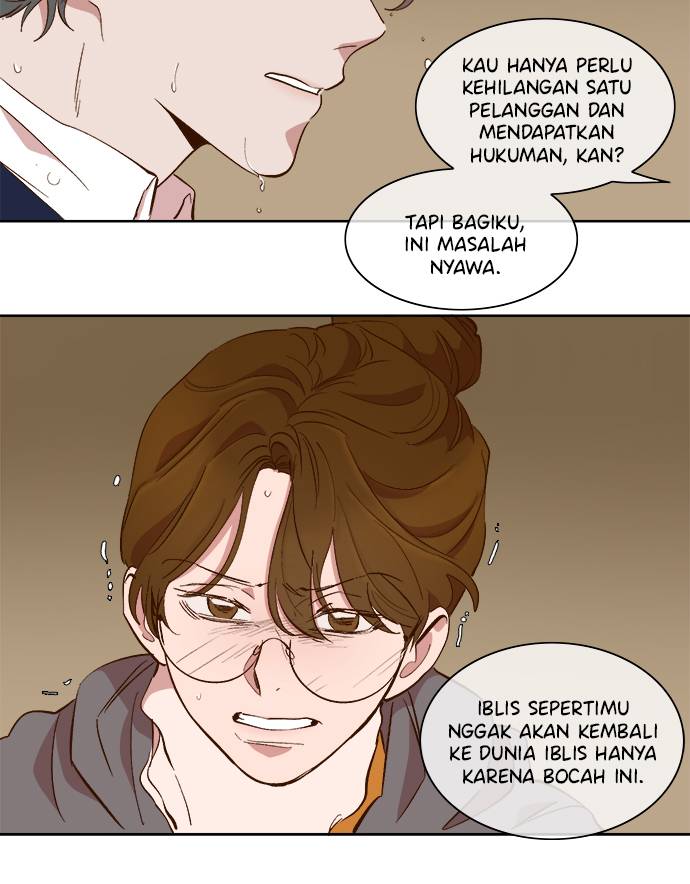 KAU HANYA PERLU
KEHILANGAN SATU
PELANGGAN DAN
MENDAPATKAN
HUKUMAN, KAN?
TAPI BAGIKU,
INI MASALAH
NYAWA.
IBLIS SEPERTIMU
NGGAK AKAN KEMBALI
KE DUNIA IBLIS HANYA
KARENA BOCAH INI.